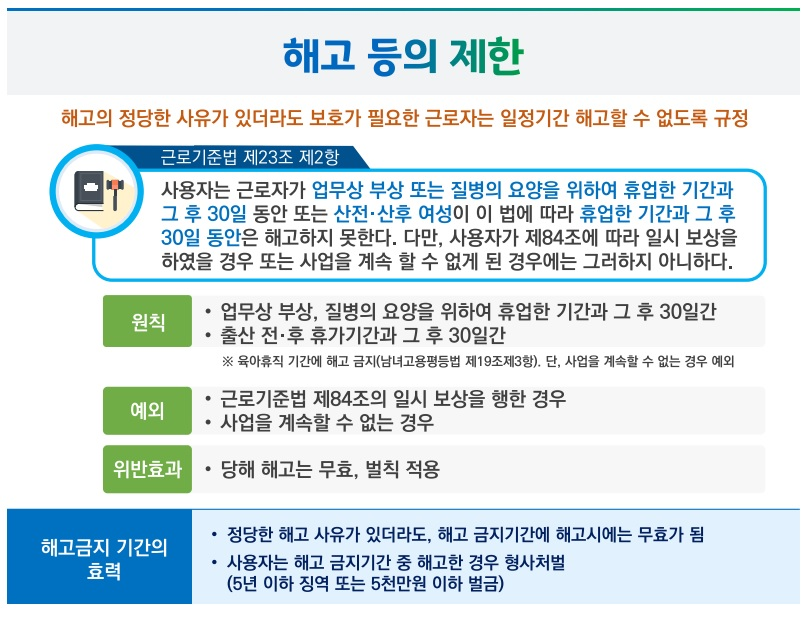 해고 등의 제한
해고의 정당한 사유가 있더라도 보호가 필요한 근로자는 일정기간 해고할 수 없도록 규정
근로기준법 제23조 제2항
사용자는 근로자가 업무상 부상 또는 질병의 요양을 위하여 휴업한 기간과
그 후 30일 동안 또는 산전·산후 여성이 이 법에 따라 휴업한 기간과 그 후
30일 동안은 해고하지 못한다. 다만, 사용자가 제84조에 따라 일시 보상을
하였을 경우 또는 사업을 계속 할 수 없게 된 경우에는 그러하지 아니하다.
원칙
• 업무상 부상, 질병의 요양을 위하여 휴업한 기간과 그 후 30일간
• 출산 전·후 휴가기간과 그 후 30일간
※ 육아휴직 기간에 해고 금지(남녀고용평등법 제19조제3항). 단, 사업을 계속할 수 없는 경우 예외
예외
• 근로기준법 제84조의 일시 보상을 행한 경우
• 사업을 계속할 수 없는 경우
위반효과
• 당해 해고는 무효, 벌칙 적용
해고금지 기간의
효력
• 정당한 해고 사유가 있더라도, 해고 금지기간에 해고시에는 무효가 됨
• 사용자는 해고 금지기간 중 해고한 경우 형사처벌
(5년 이하 징역 또는 5천만원 이하 벌금)